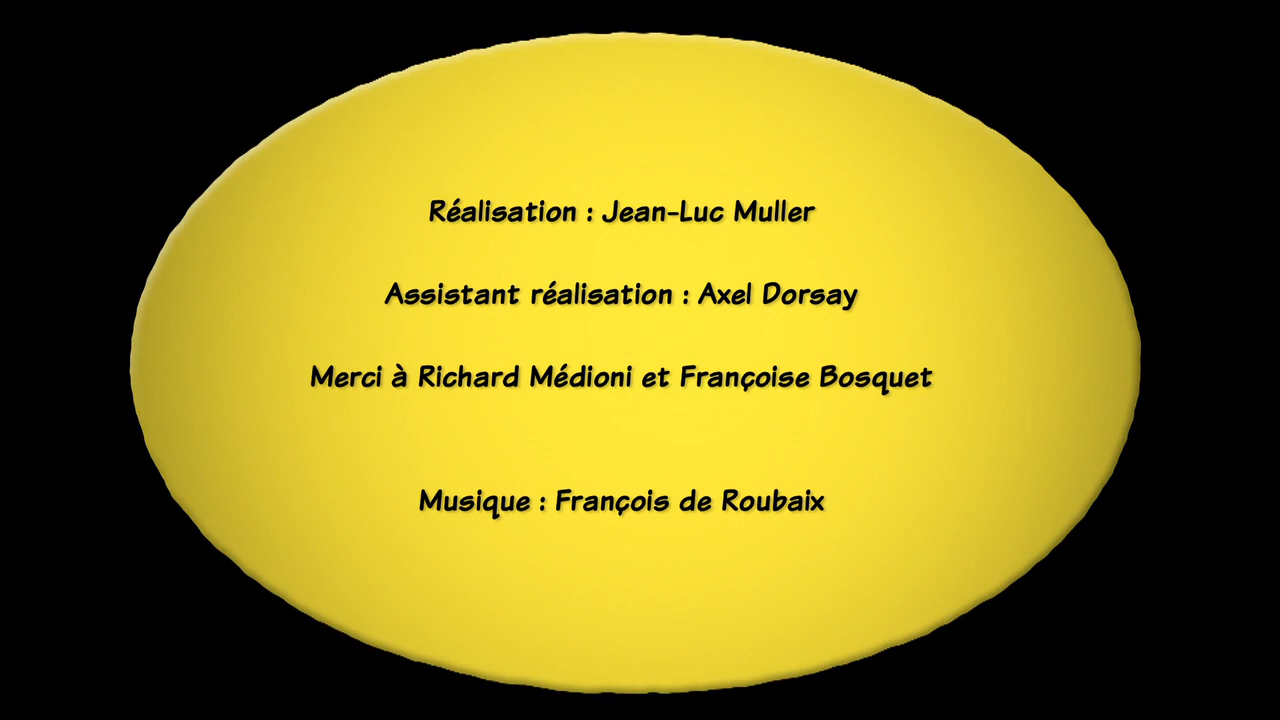 Réalisation : Jean-Luc Muller
Assistant réalisation : Axel Dorsay
Merci à Richard Médioni et Françoise Bosquet
Musique : François de Roubaix